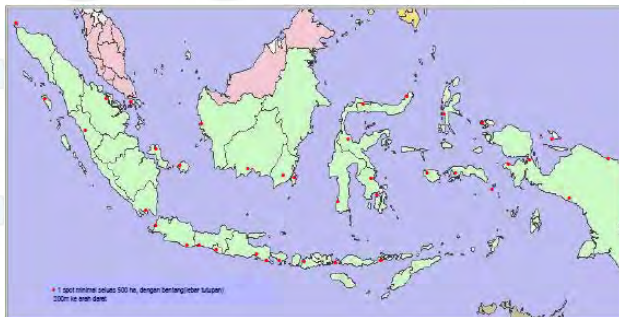 • 1 spot minimal seluas 500 ha, dengan bentang(lebar tutupan)
200m ke arah darat